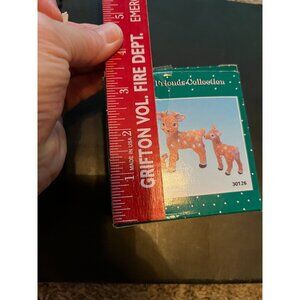 5
EMER
4
3
2
1
MADE IN USA
GRIFTON VOL. FIRE DEPT.
Friends Collection
30126